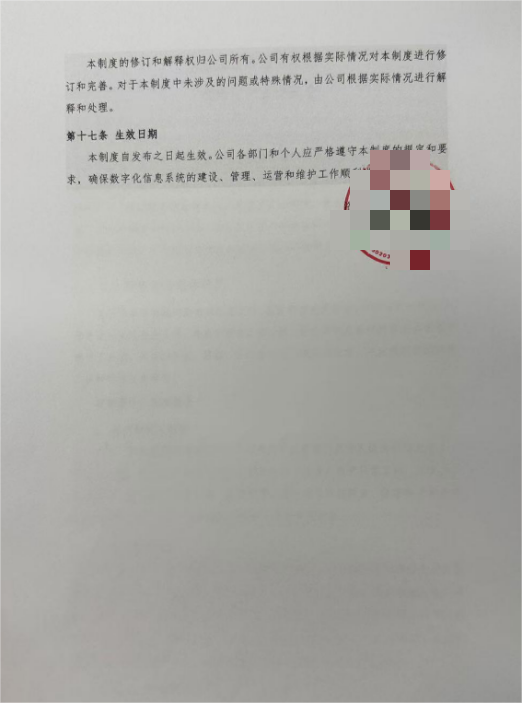 本制度的修订和解释权归公司所有。公司有权根据实际情况对本制度进行修
订和完善。对于本制度中未涉及的问题或特殊情况，由公司根据实际情况进行解
释和处理。
第十七条 生效日期
本制度自发布之日起生效。公司各部门和个人应严格遵守本制度的规定和要
求，确保数字化信息系统的建设、管理、运营和维护工作顺